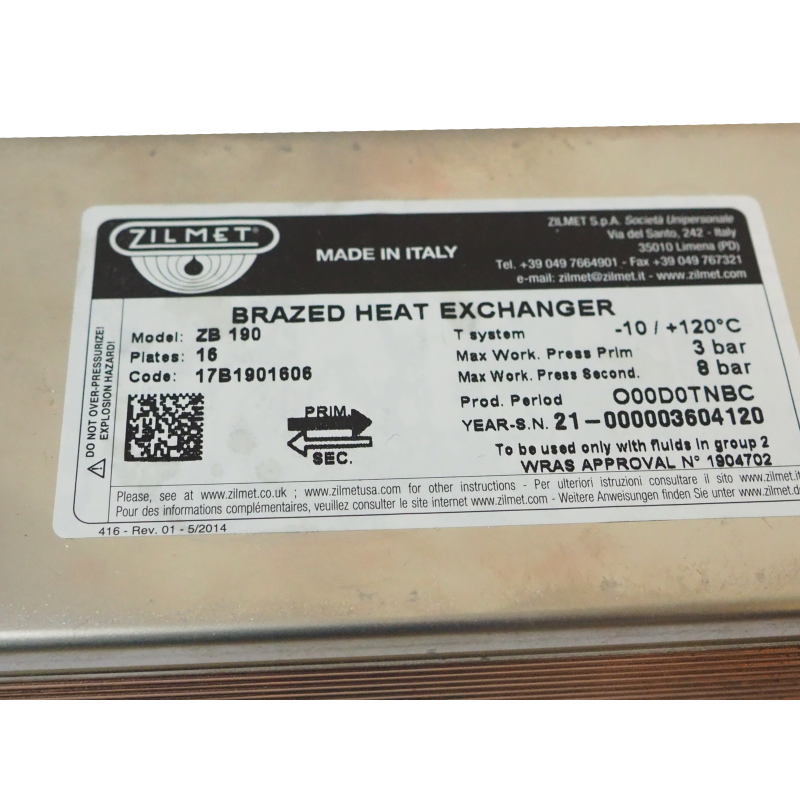 ZILMET®
MADE IN ITALY
ZILMET S.p.A. Società Unipersonale
Via del Santo, 242 - Italy
35010 Limena (PD)
Tel. +39 049 7664901 - Fax +39 049 767321
e-mail: zilmet@zilmet.it - www.zilmet.com
BRAZED HEAT EXCHANGER
Model: ZB 190
Plates: 16
Code: 17B1901606
T system -10 / +120°C
Max Work. Press Prim 3 bar
Max Work. Press Second. 8 bar
Prod. Period O00D0TNBC
YEAR-S.N. 21-000003604120
PRIM.
SEC.
To be used only with fluids in group 2
WRAS APPROVAL N° 1904702
DO NOT OVER-PRESSURIZE!
EXPLOSION HAZARD!
Please, see at www.zilmet.co.uk ; www.zilmetusa.com for other instructions - Per ulteriori istruzioni consultare il sito www.zilmet.it
Pour des informations complémentaires, veuillez consulter le site internet www.zilmet.com - Weitere Anweisungen finden Sie unter www.zilmet.d
416 - Rev. 01 - 5/2014